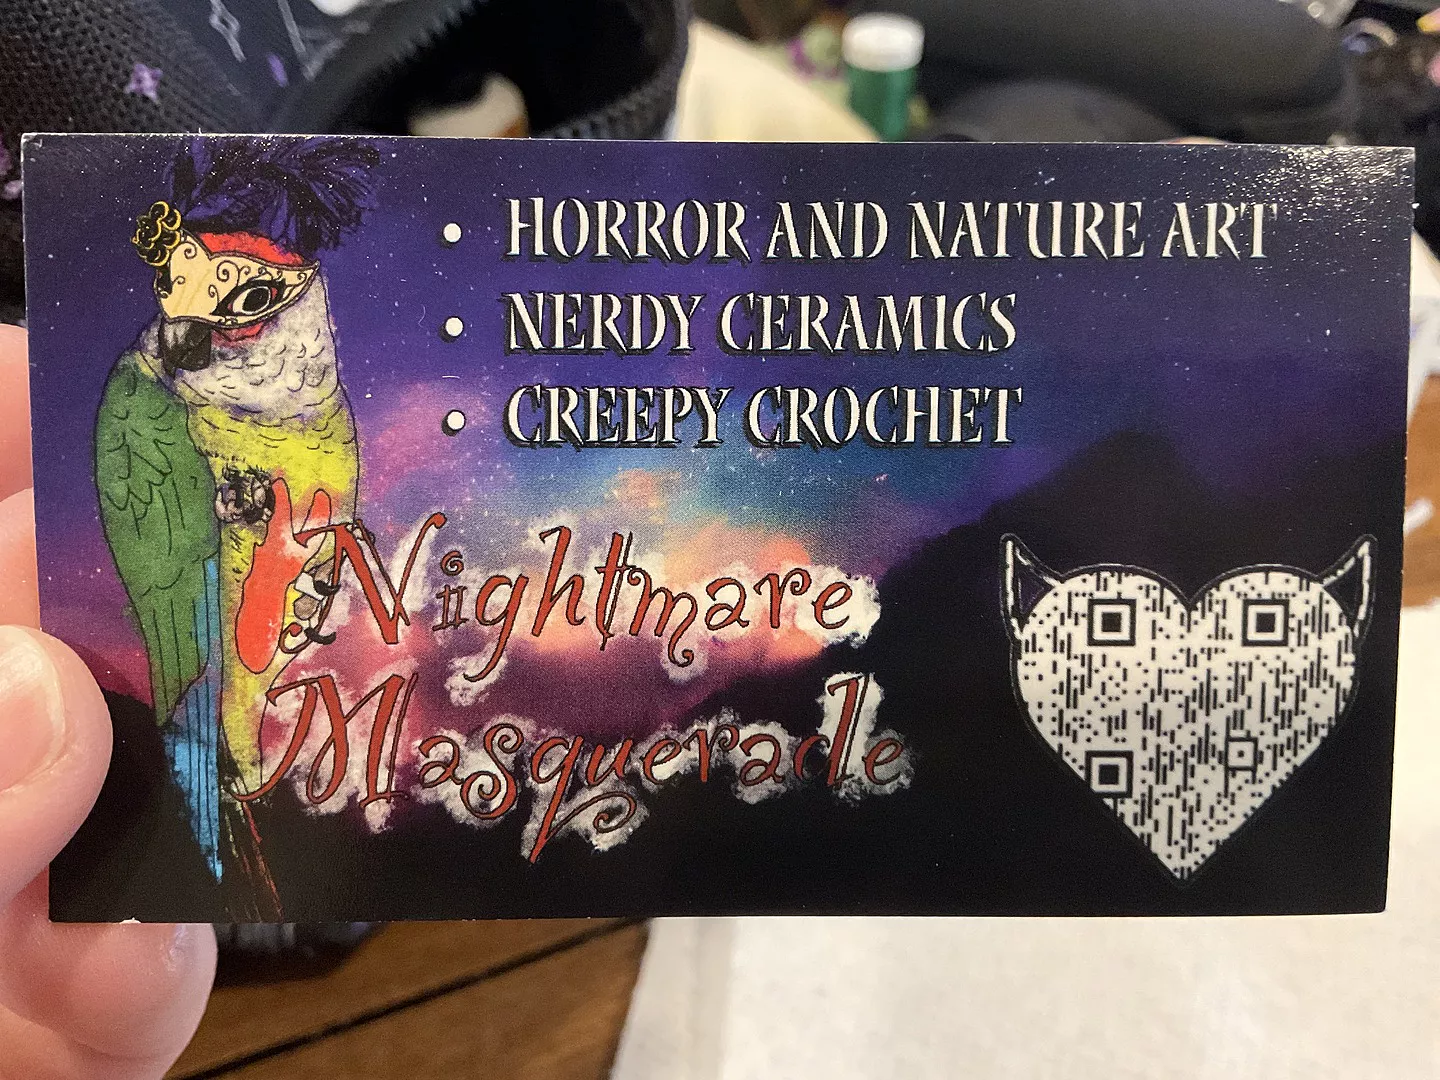 • HORROR AND NATURE ART
• NERDY CERAMICS
• CREEPY CROCHET
Nightmare
Masquerade